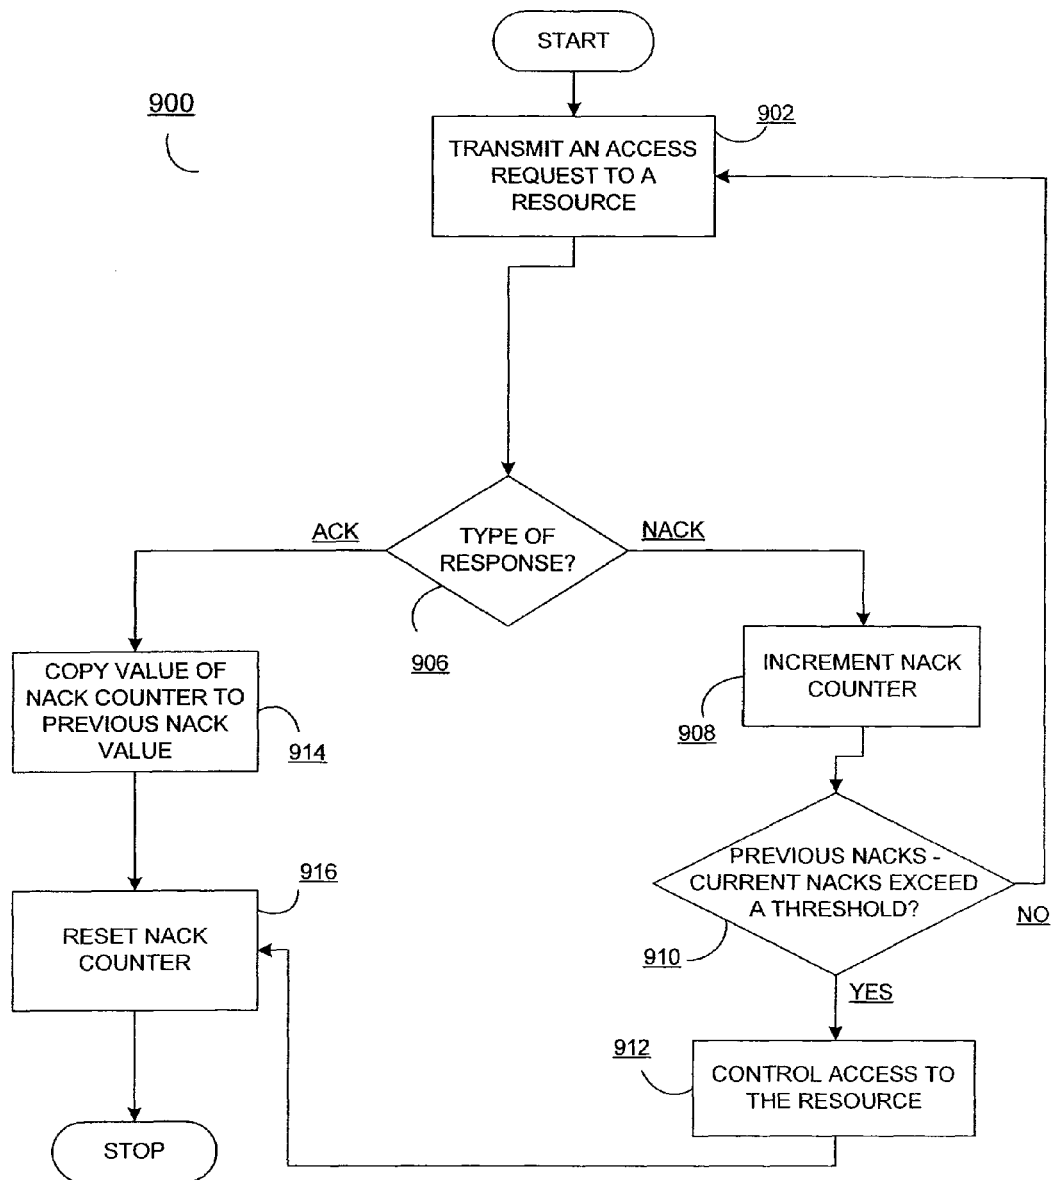 START
900
902
TRANSMIT AN ACCESS
REQUEST TO A
RESOURCE
ACK
TYPE OF
RESPONSE?
NACK
906
COPY VALUE OF
NACK COUNTER TO
PREVIOUS NACK
VALUE
914
INCREMENT NACK
COUNTER
908
PREVIOUS NACKS -
CURRENT NACKS EXCEED
A THRESHOLD?
NO
910
YES
916
RESET NACK
COUNTER
912
CONTROL ACCESS TO
THE RESOURCE
STOP